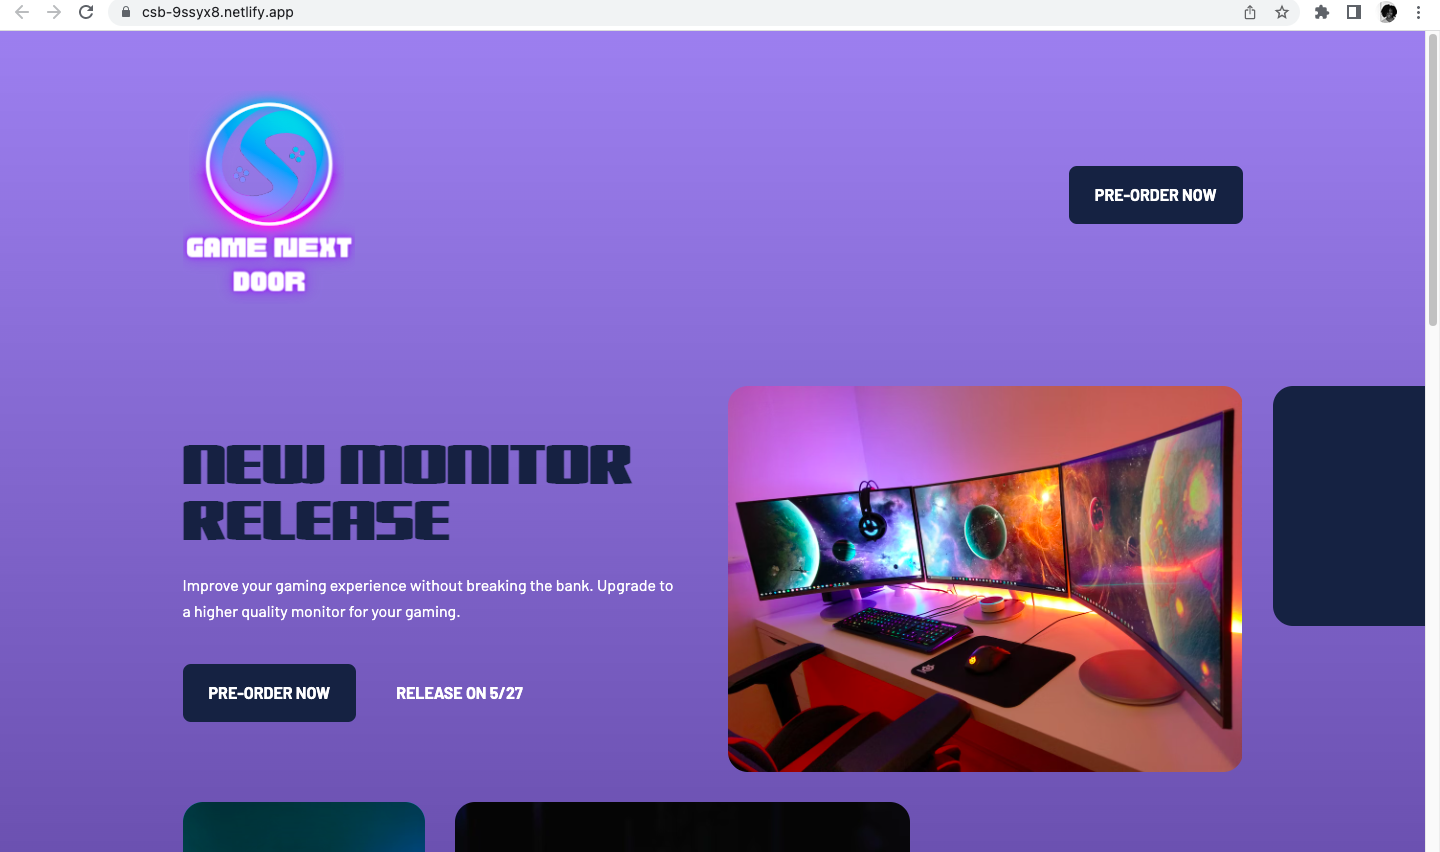 csb-9ssyx8.netlify.app
GAME NEXT
DOOR
PRE-ORDER NOW
NEW MONITOR
RELEASE
Improve your gaming experience without breaking the bank. Upgrade to
a higher quality monitor for your gaming.
PRE-ORDER NOW
RELEASE ON 5/27